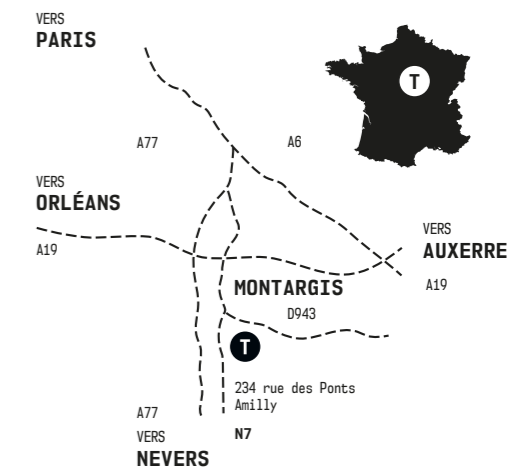 VERS
PARIS
T
A77
A6
VERS
ORLÉANS
A19
VERS
AUXERRE
A19
MONTARGIS
D943
T
234 rue des Ponts
Amilly
A77
N7
VERS
NEVERS